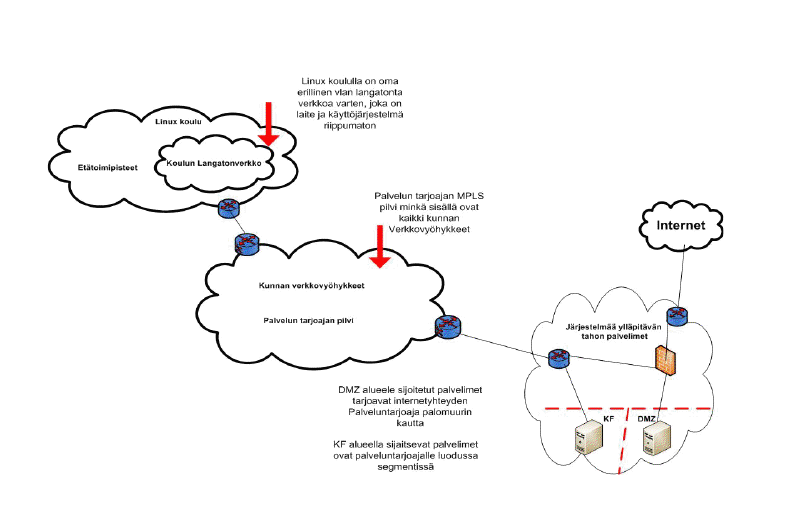 Linux koululla on oma
erillinen vlan langatonta
verkkoa varten, joka on
laite ja käyttöjärjestelmä
riippumaton
Linux koulu
Etätoimipisteet
Koulun Langatonverkko
Palvelun tarjoajan MPLS
pilvi minkä sisällä ovat
kaikki kunnan
Verkkovyöhykkeet
Internet
Kunnan verkkovyöhykkeet
Palvelun tarjoajan pilvi
Järjestelmää ylläpitävän
tahon palvelimet
DMZ alueele sijoitetut palvelimet
tarjoavat internetyhteyden
Palveluntarjoaja palomuurin
kautta
KF
DMZ
KF alueella sijaitsevat palvelimet
ovat palveluntarjoajalle luodussa
segmentissä